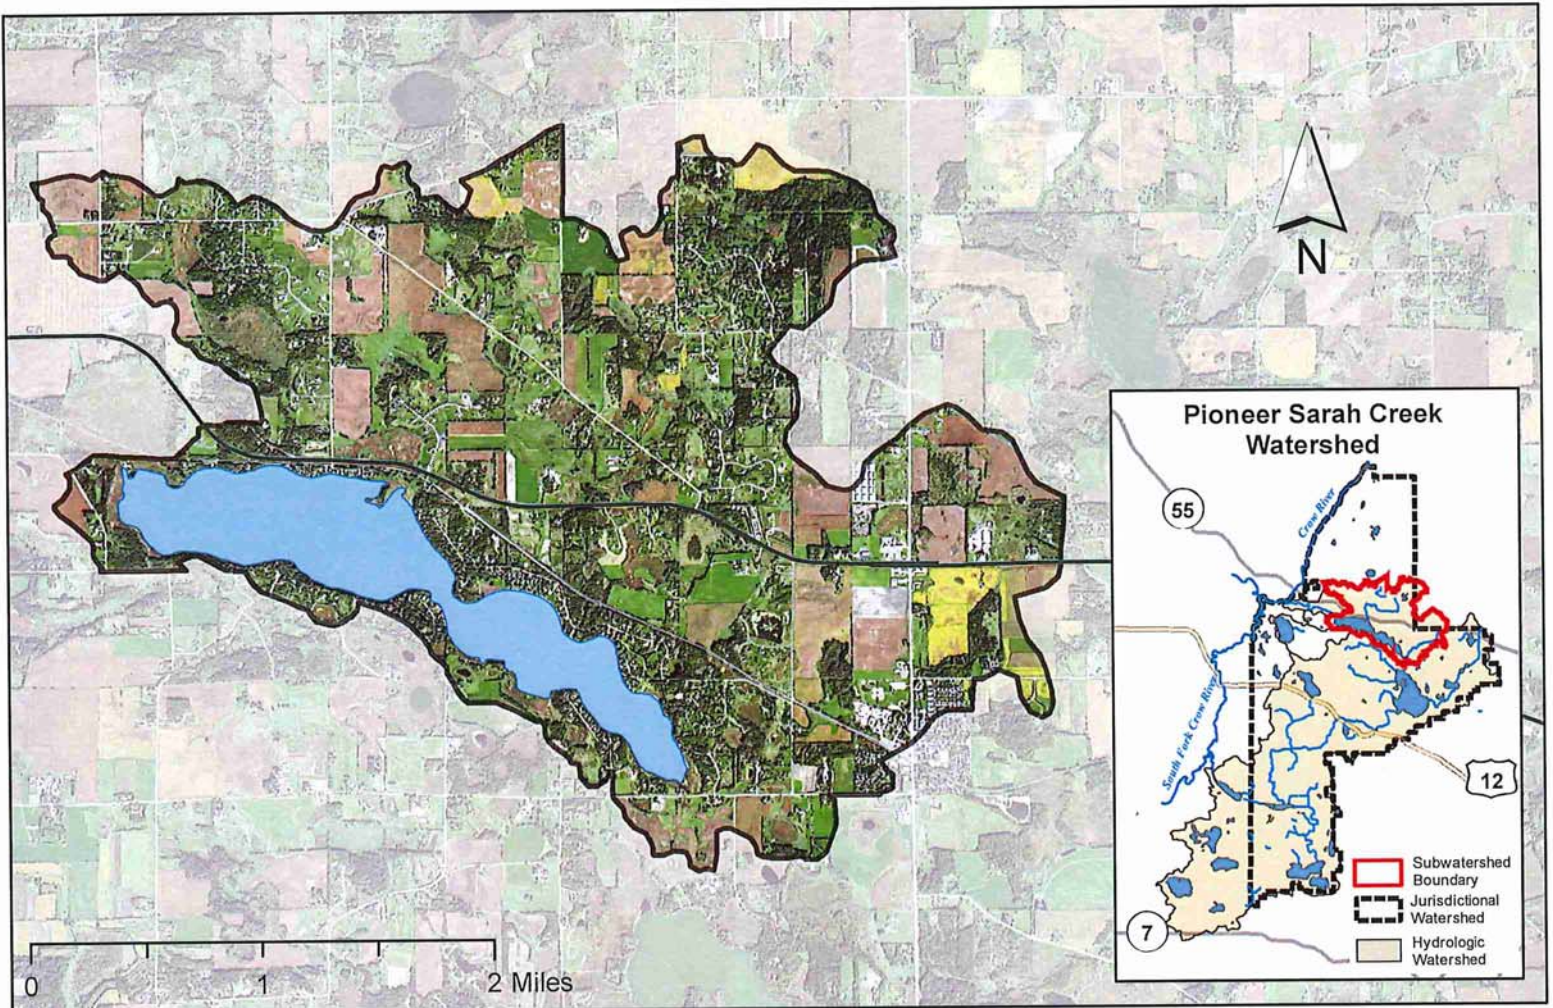 N
0
1
2 Miles
Pioneer Sarah Creek
Watershed
55
Crow River
South Fork Crow River
12
7
Subwatershed
Boundary
Jurisdictional
Watershed
Hydrologic
Watershed